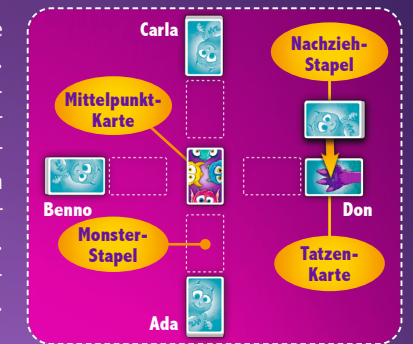 Carla
Nachzieh-
Stapel
Mittelpunkt-
Karte
Benno
Don
Monster-
Stapel
Tatzen-
Karte
Ada